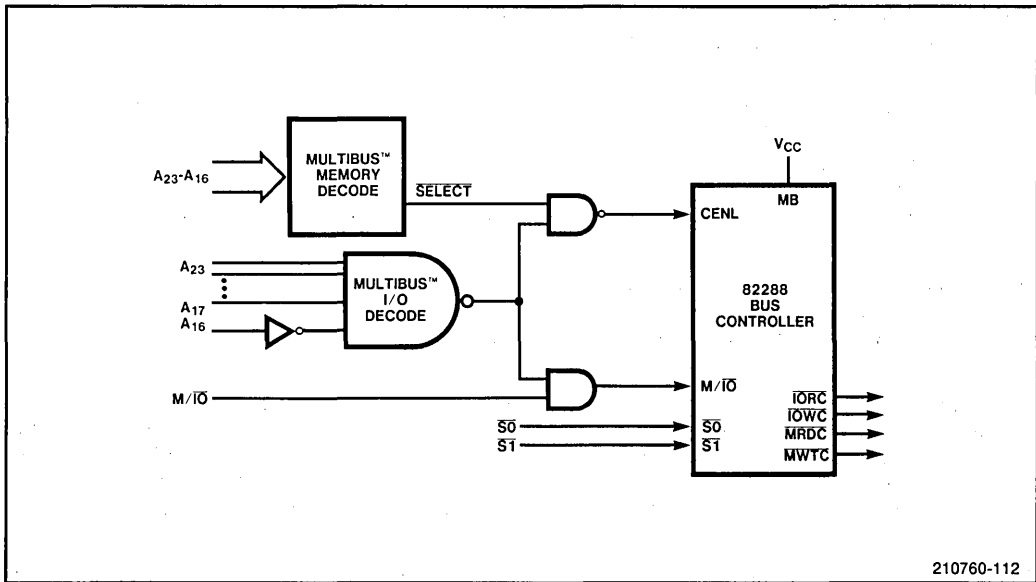 MULTIBUS™
MEMORY
DECODE
A23-A16
SELECT
VCC
MB
CENL
A23
A17
A16
MULTIBUS™
I/O
DECODE
82288
BUS
CONTROLLER
M/IO
M/IO
S0
S0
S1
S1
IORC
IOWC
MRDC
MWTC
210760-112